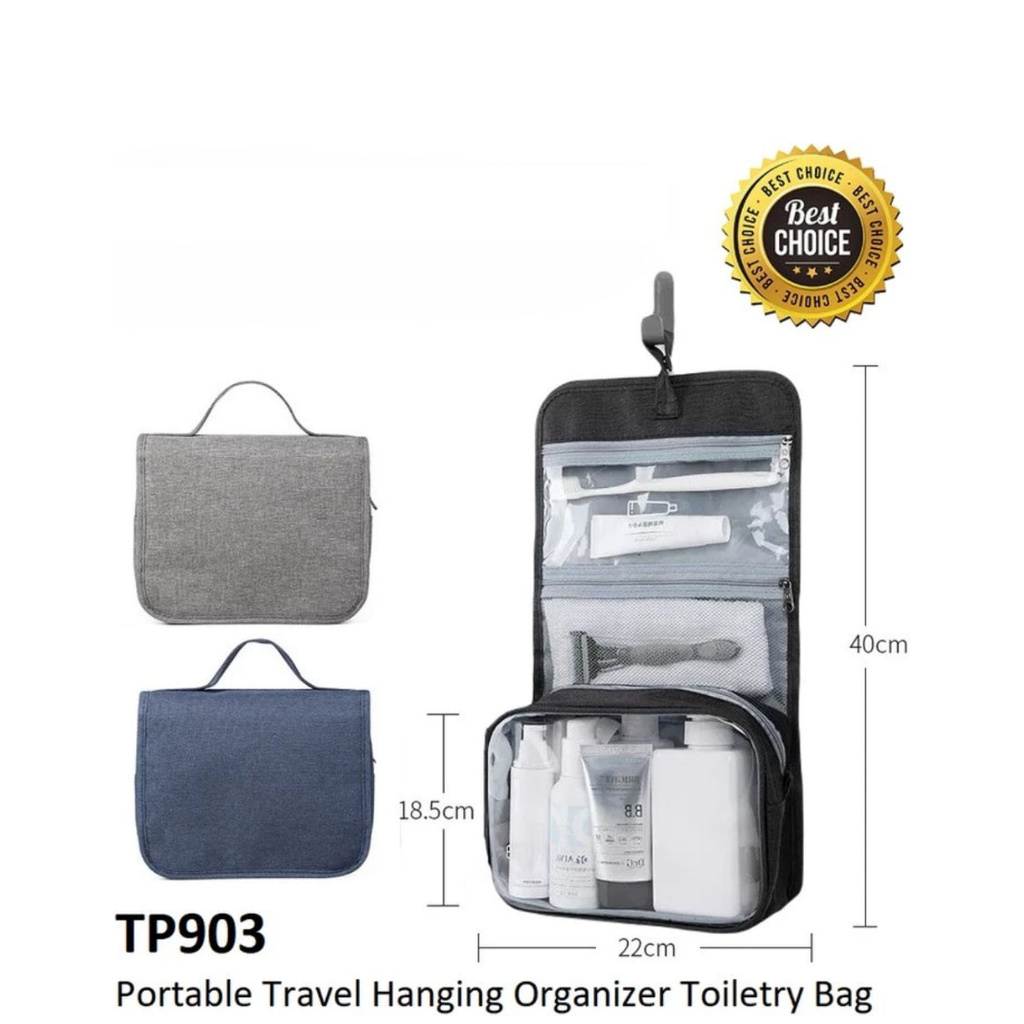 BEST CHOICE · BEST CHOICE · BEST CHOICE · BEST CHOICE ·
Best
CHOICE
40cm
B.B
18.5cm
22cm
TP903
Portable Travel Hanging Organizer Toiletry Bag